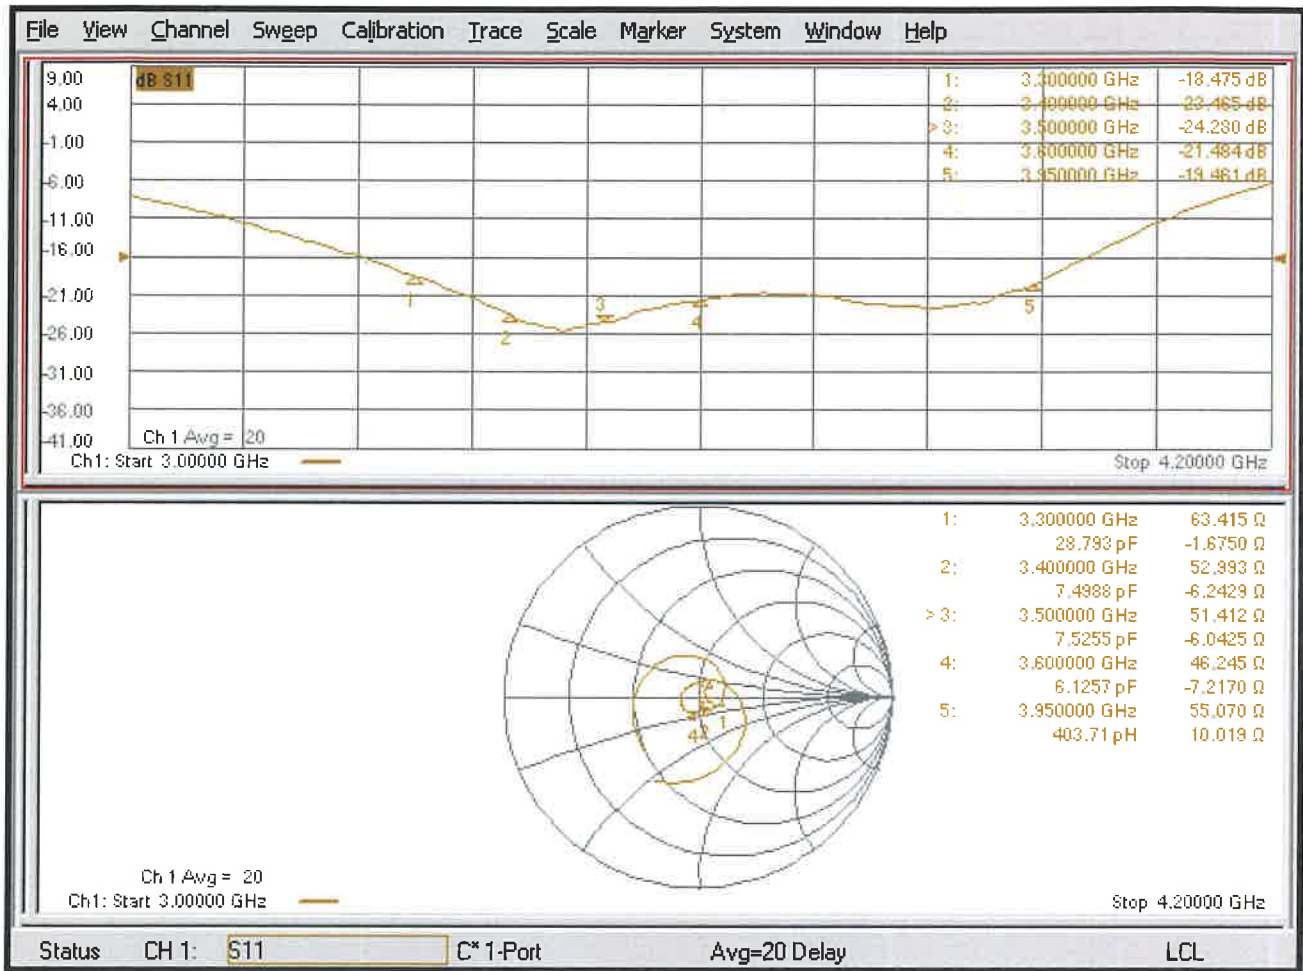 File View Channel Sweep Calibration Trace Scale Marker System Window Help
9.00
4.00
-1.00
-6.00
-11.00
-16.00
-21.00
-26.00
-31.00
-36.00
-41.00
dB S11
1: 3.300000 GHz -18.475 dB
2: 3.400000 GHz -23.465 dB
> 3: 3.500000 GHz -24.280 dB
4: 3.600000 GHz -21.484 dB
5: 3.950000 GHz -19.461 dB
1
2
3
4
5
Ch 1 Avg = 20
Ch1: Start 3.00000 GHz
Stop 4.20000 GHz
1: 3.300000 GHz 63.415 Ω
28.793 pF -1.6750 Ω
2: 3.400000 GHz 52.993 Ω
7.4988 pF -6.2429 Ω
> 3: 3.500000 GHz 51.412 Ω
7.5255 pF -6.0425 Ω
4: 3.600000 GHz 46.245 Ω
6.1257 pF -7.2170 Ω
5: 3.950000 GHz 55.070 Ω
403.71 pH 10.019 Ω
1
4
2
Ch 1 Avg = 20
Ch1: Start 3.00000 GHz
Stop 4.20000 GHz
Status CH 1: S11 C* 1-Port Avg=20 Delay LCL